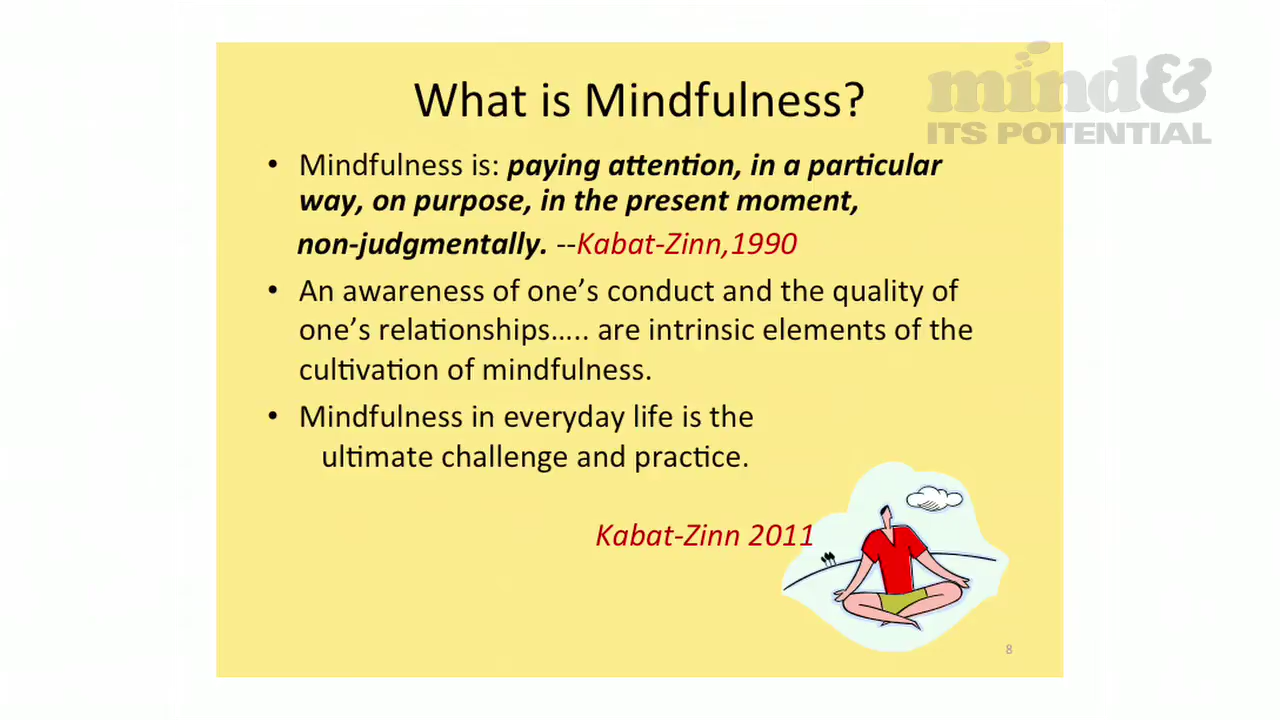 mind&
ITS POTENTIAL
What is Mindfulness?
• Mindfulness is: paying attention, in a particular
way, on purpose, in the present moment,
non-judgmentally. --Kabat-Zinn,1990
• An awareness of one’s conduct and the quality of
one’s relationships….. are intrinsic elements of the
cultivation of mindfulness.
• Mindfulness in everyday life is the
ultimate challenge and practice.
Kabat-Zinn 2011
8